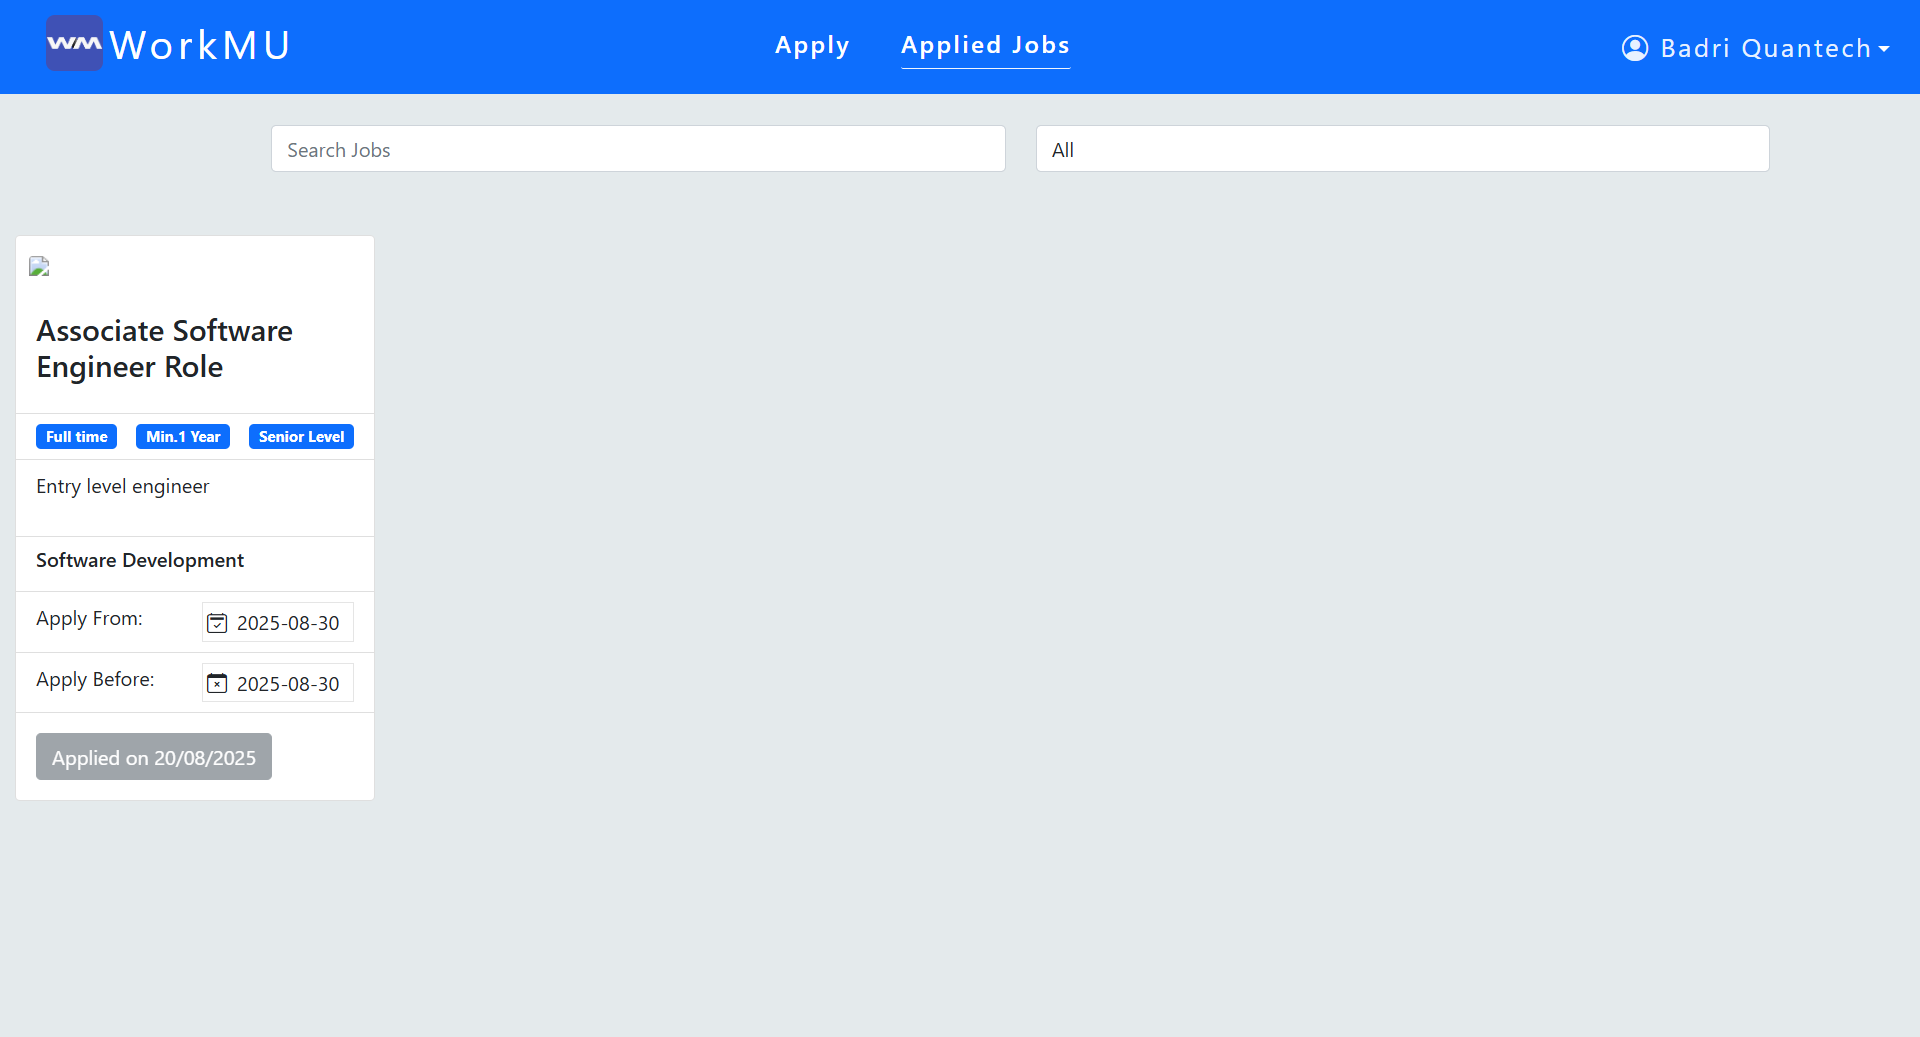 WM WorkMU
Apply
Applied Jobs
Badri Quantech
Search Jobs
All
Associate Software
Engineer Role
Full time
Min.1 Year
Senior Level
Entry level engineer
Software Development
Apply From:
2025-08-30
Apply Before:
2025-08-30
Applied on 20/08/2025